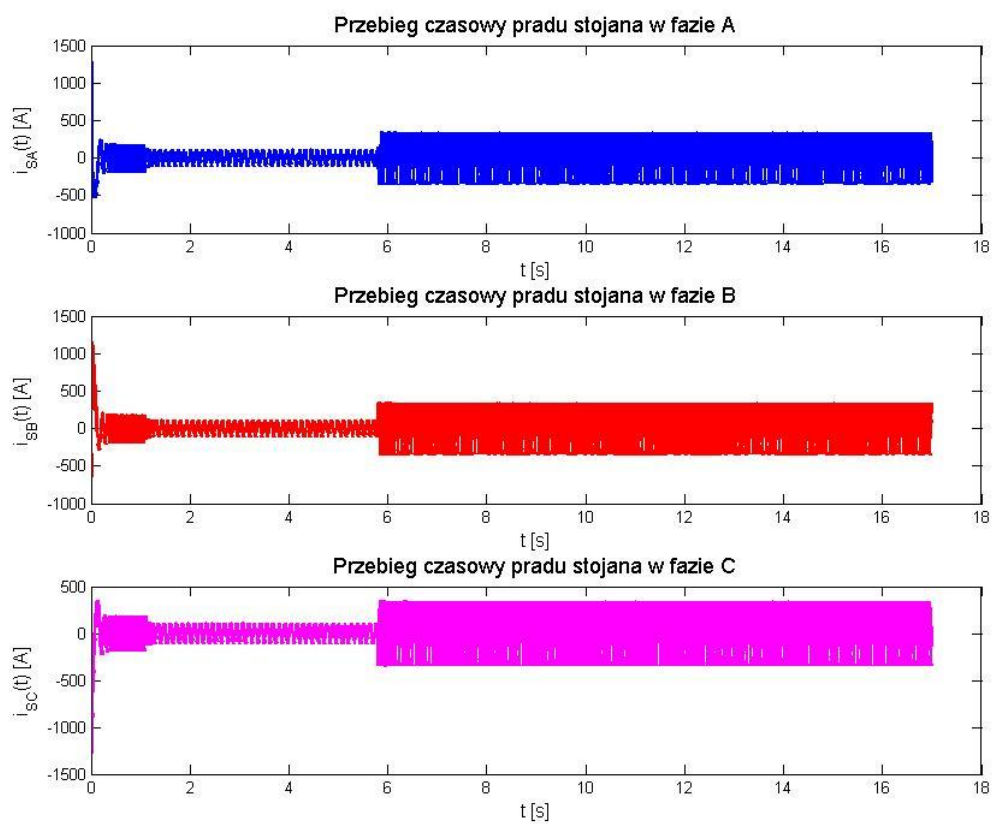 Przebieg czasowy pradu stojana w fazie A
1500
1000
500
0
-500
-1000
i_SA(t) [A]
0 2 4 6 8 10 12 14 16 18
t [s]
Przebieg czasowy pradu stojana w fazie B
1500
1000
500
0
-500
-1000
i_SB(t) [A]
0 2 4 6 8 10 12 14 16 18
t [s]
Przebieg czasowy pradu stojana w fazie C
500
0
-500
-1000
-1500
i_SC(t) [A]
0 2 4 6 8 10 12 14 16 18
t [s]